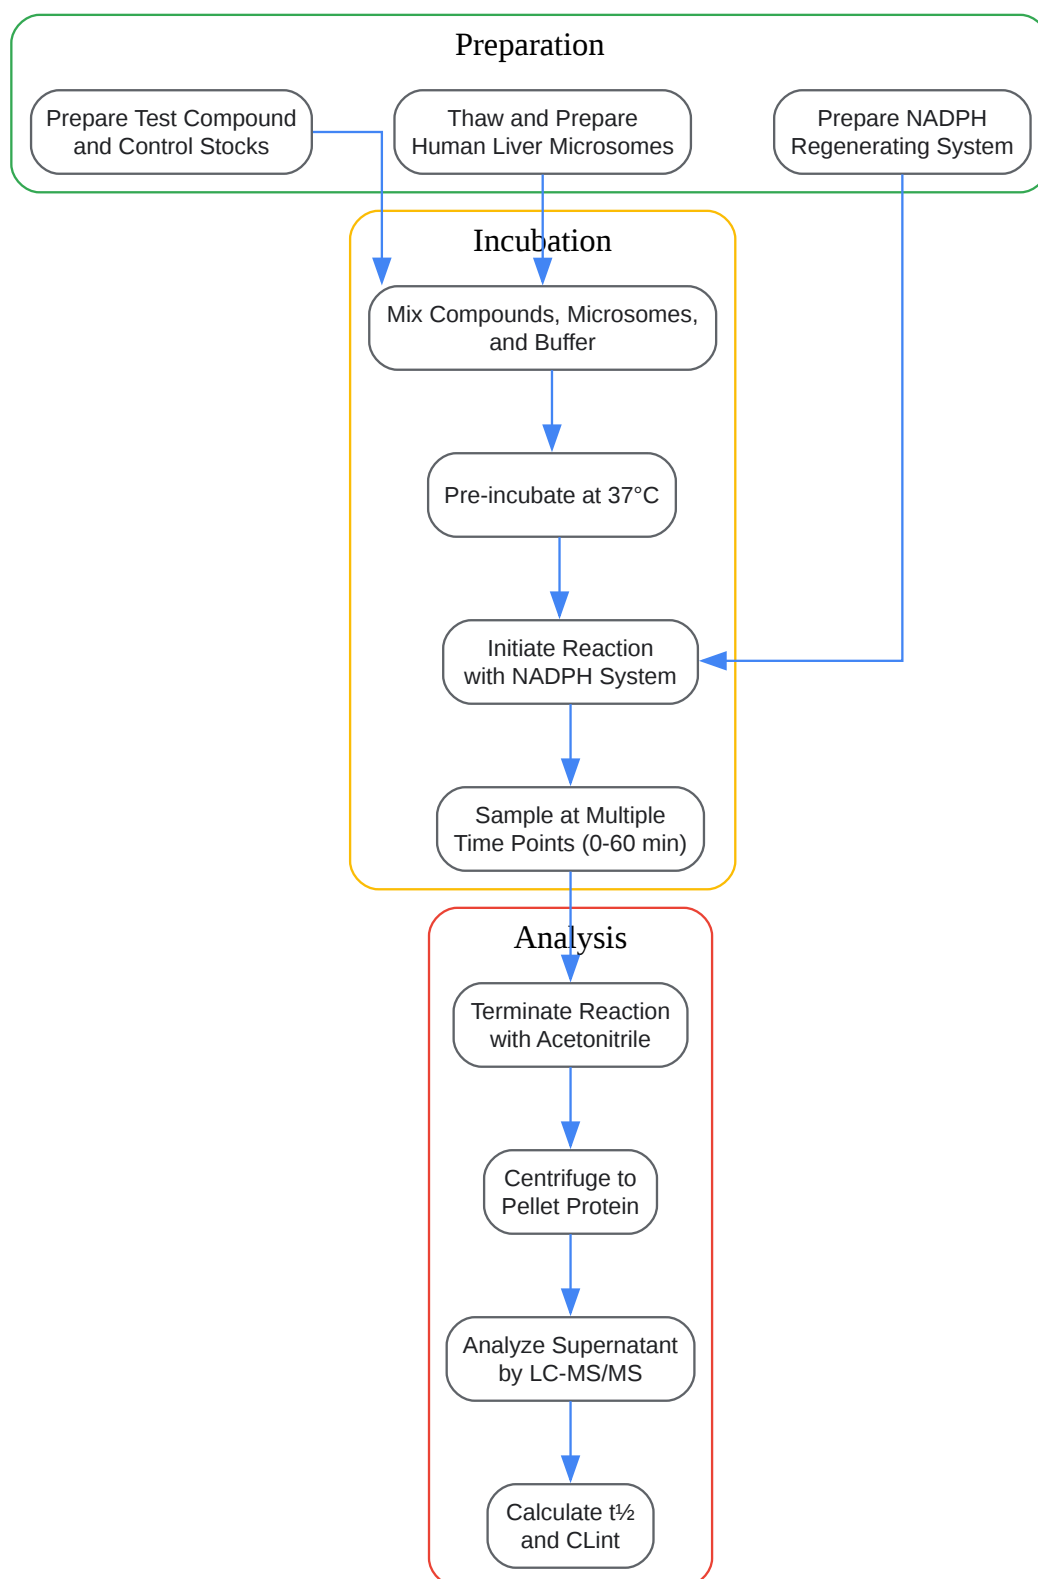 Preparation
Prepare Test Compound
and Control Stocks
Thaw and Prepare
Human Liver Microsomes
Prepare NADPH
Regenerating System
Incubation
Mix Compounds, Microsomes,
and Buffer
Pre-incubate at 37°C
Initiate Reaction
with NADPH System
Sample at Multiple
Time Points (0-60 min)
Analysis
Terminate Reaction
with Acetonitrile
Centrifuge to
Pellet Protein
Analyze Supernatant
by LC-MS/MS
Calculate t½
and CLint